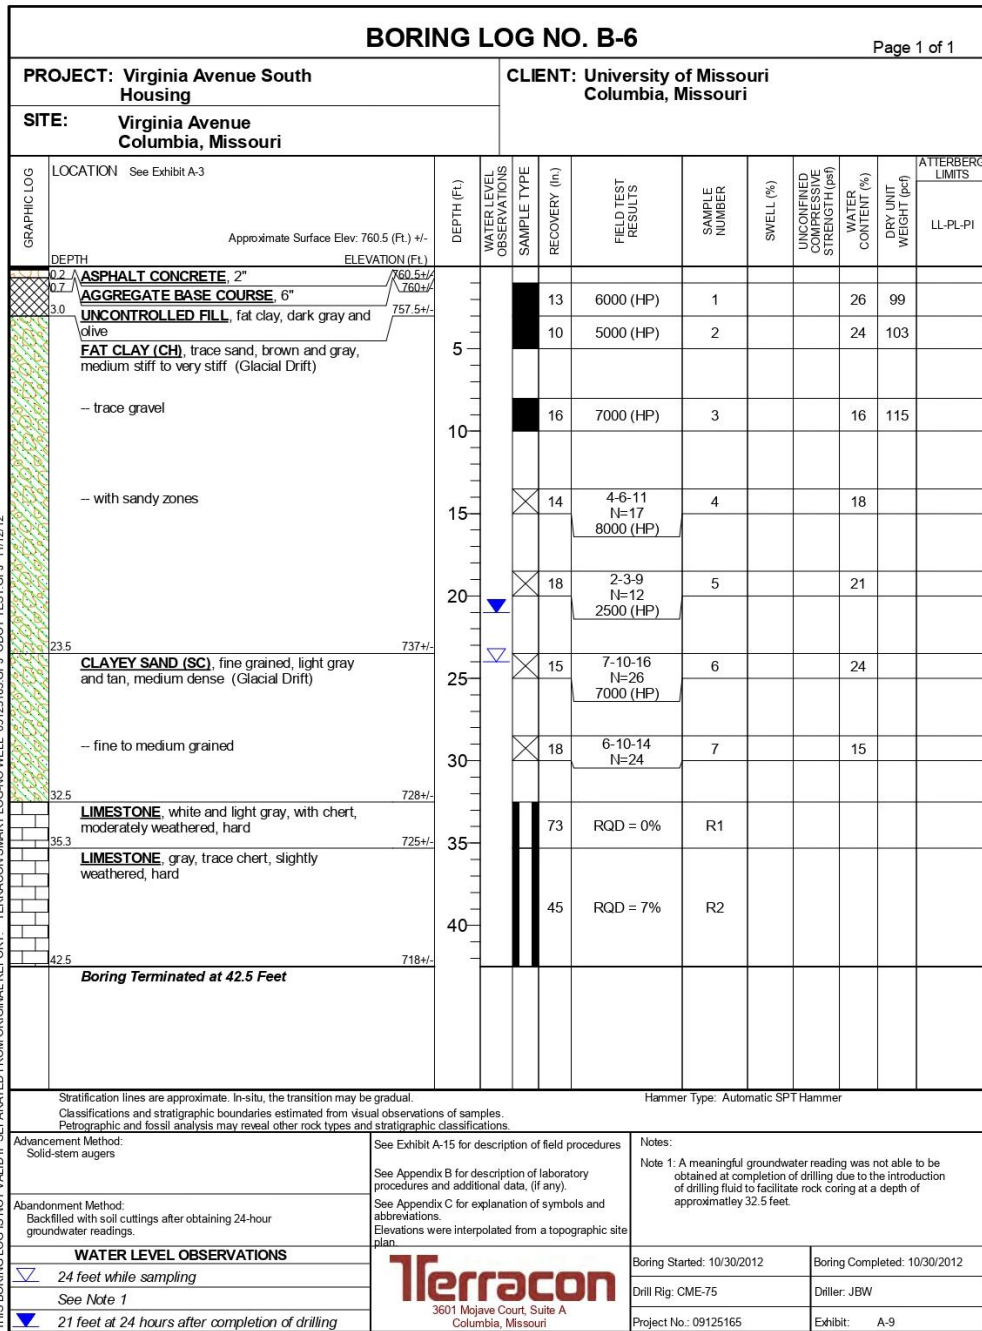 BORING LOG NO. B-6
Page 1 of 1
PROJECT: Virginia Avenue South
Housing
CLIENT: University of Missouri
Columbia, Missouri
SITE: Virginia Avenue
Columbia, Missouri
GRAPHIC LOG
LOCATION See Exhibit A-3
Approximate Surface Elev: 760.5 (Ft.) +/-
DEPTH ELEVATION (Ft.)
DEPTH (Ft.)
WATER LEVEL
OBSERVATIONS
SAMPLE TYPE
RECOVERY (In.)
FIELD TEST
RESULTS
SAMPLE
NUMBER
SWELL (%)
UNCONFINED
COMPRESSIVE
STRENGTH (psf)
WATER
CONTENT (%)
DRY UNIT
WEIGHT (pcf)
ATTERBERG
LIMITS
LL-PL-PI
0.2 ASPHALT CONCRETE, 2" 760.5+/-
0.7 AGGREGATE BASE COURSE, 6" 760+/-
13 6000 (HP) 1 26 99
3.0 UNCONTROLLED FILL, fat clay, dark gray and 757.5+/-
olive
10 5000 (HP) 2 24 103
FAT CLAY (CH), trace sand, brown and gray,
medium stiff to very stiff (Glacial Drift)
5
-- trace gravel
16 7000 (HP) 3 16 115
10
-- with sandy zones
14 4-6-11 4 18
N=17
8000 (HP)
15
18 2-3-9 5 21
N=12
2500 (HP)
20
23.5 737+/-
CLAYEY SAND (SC), fine grained, light gray
and tan, medium dense (Glacial Drift)
15 7-10-16 6 24
N=26
7000 (HP)
25
-- fine to medium grained
18 6-10-14 7 15
N=24
30
32.5 728+/-
LIMESTONE, white and light gray, with chert,
moderately weathered, hard
73 RQD = 0% R1
35.3 725+/-
35
LIMESTONE, gray, trace chert, slightly
weathered, hard
45 RQD = 7% R2
40
42.5 718+/-
Boring Terminated at 42.5 Feet
Stratification lines are approximate. In-situ, the transition may be gradual.
Hammer Type: Automatic SPT Hammer
Classifications and stratigraphic boundaries estimated from visual observations of samples.
Petrographic and fossil analysis may reveal other rock types and stratigraphic classifications.
Advancement Method:
Solid-stem augers
See Exhibit A-15 for description of field procedures
See Appendix B for description of laboratory
procedures and additional data, (if any).
See Appendix C for explanation of symbols and
abbreviations.
Elevations were interpolated from a topographic site
plan.
Notes:
Note 1: A meaningful groundwater reading was not able to be
obtained at completion of drilling due to the introduction
of drilling fluid to facilitate rock coring at a depth of
approximatley 32.5 feet.
Abandonment Method:
Backfilled with soil cuttings after obtaining 24-hour
groundwater readings.
WATER LEVEL OBSERVATIONS
24 feet while sampling
See Note 1
21 feet at 24 hours after completion of drilling
Terracon
3601 Mojave Court, Suite A
Columbia, Missouri
Boring Started: 10/30/2012
Boring Completed: 10/30/2012
Drill Rig: CME-75
Driller: JBW
Project No.: 09125165
Exhibit: A-9